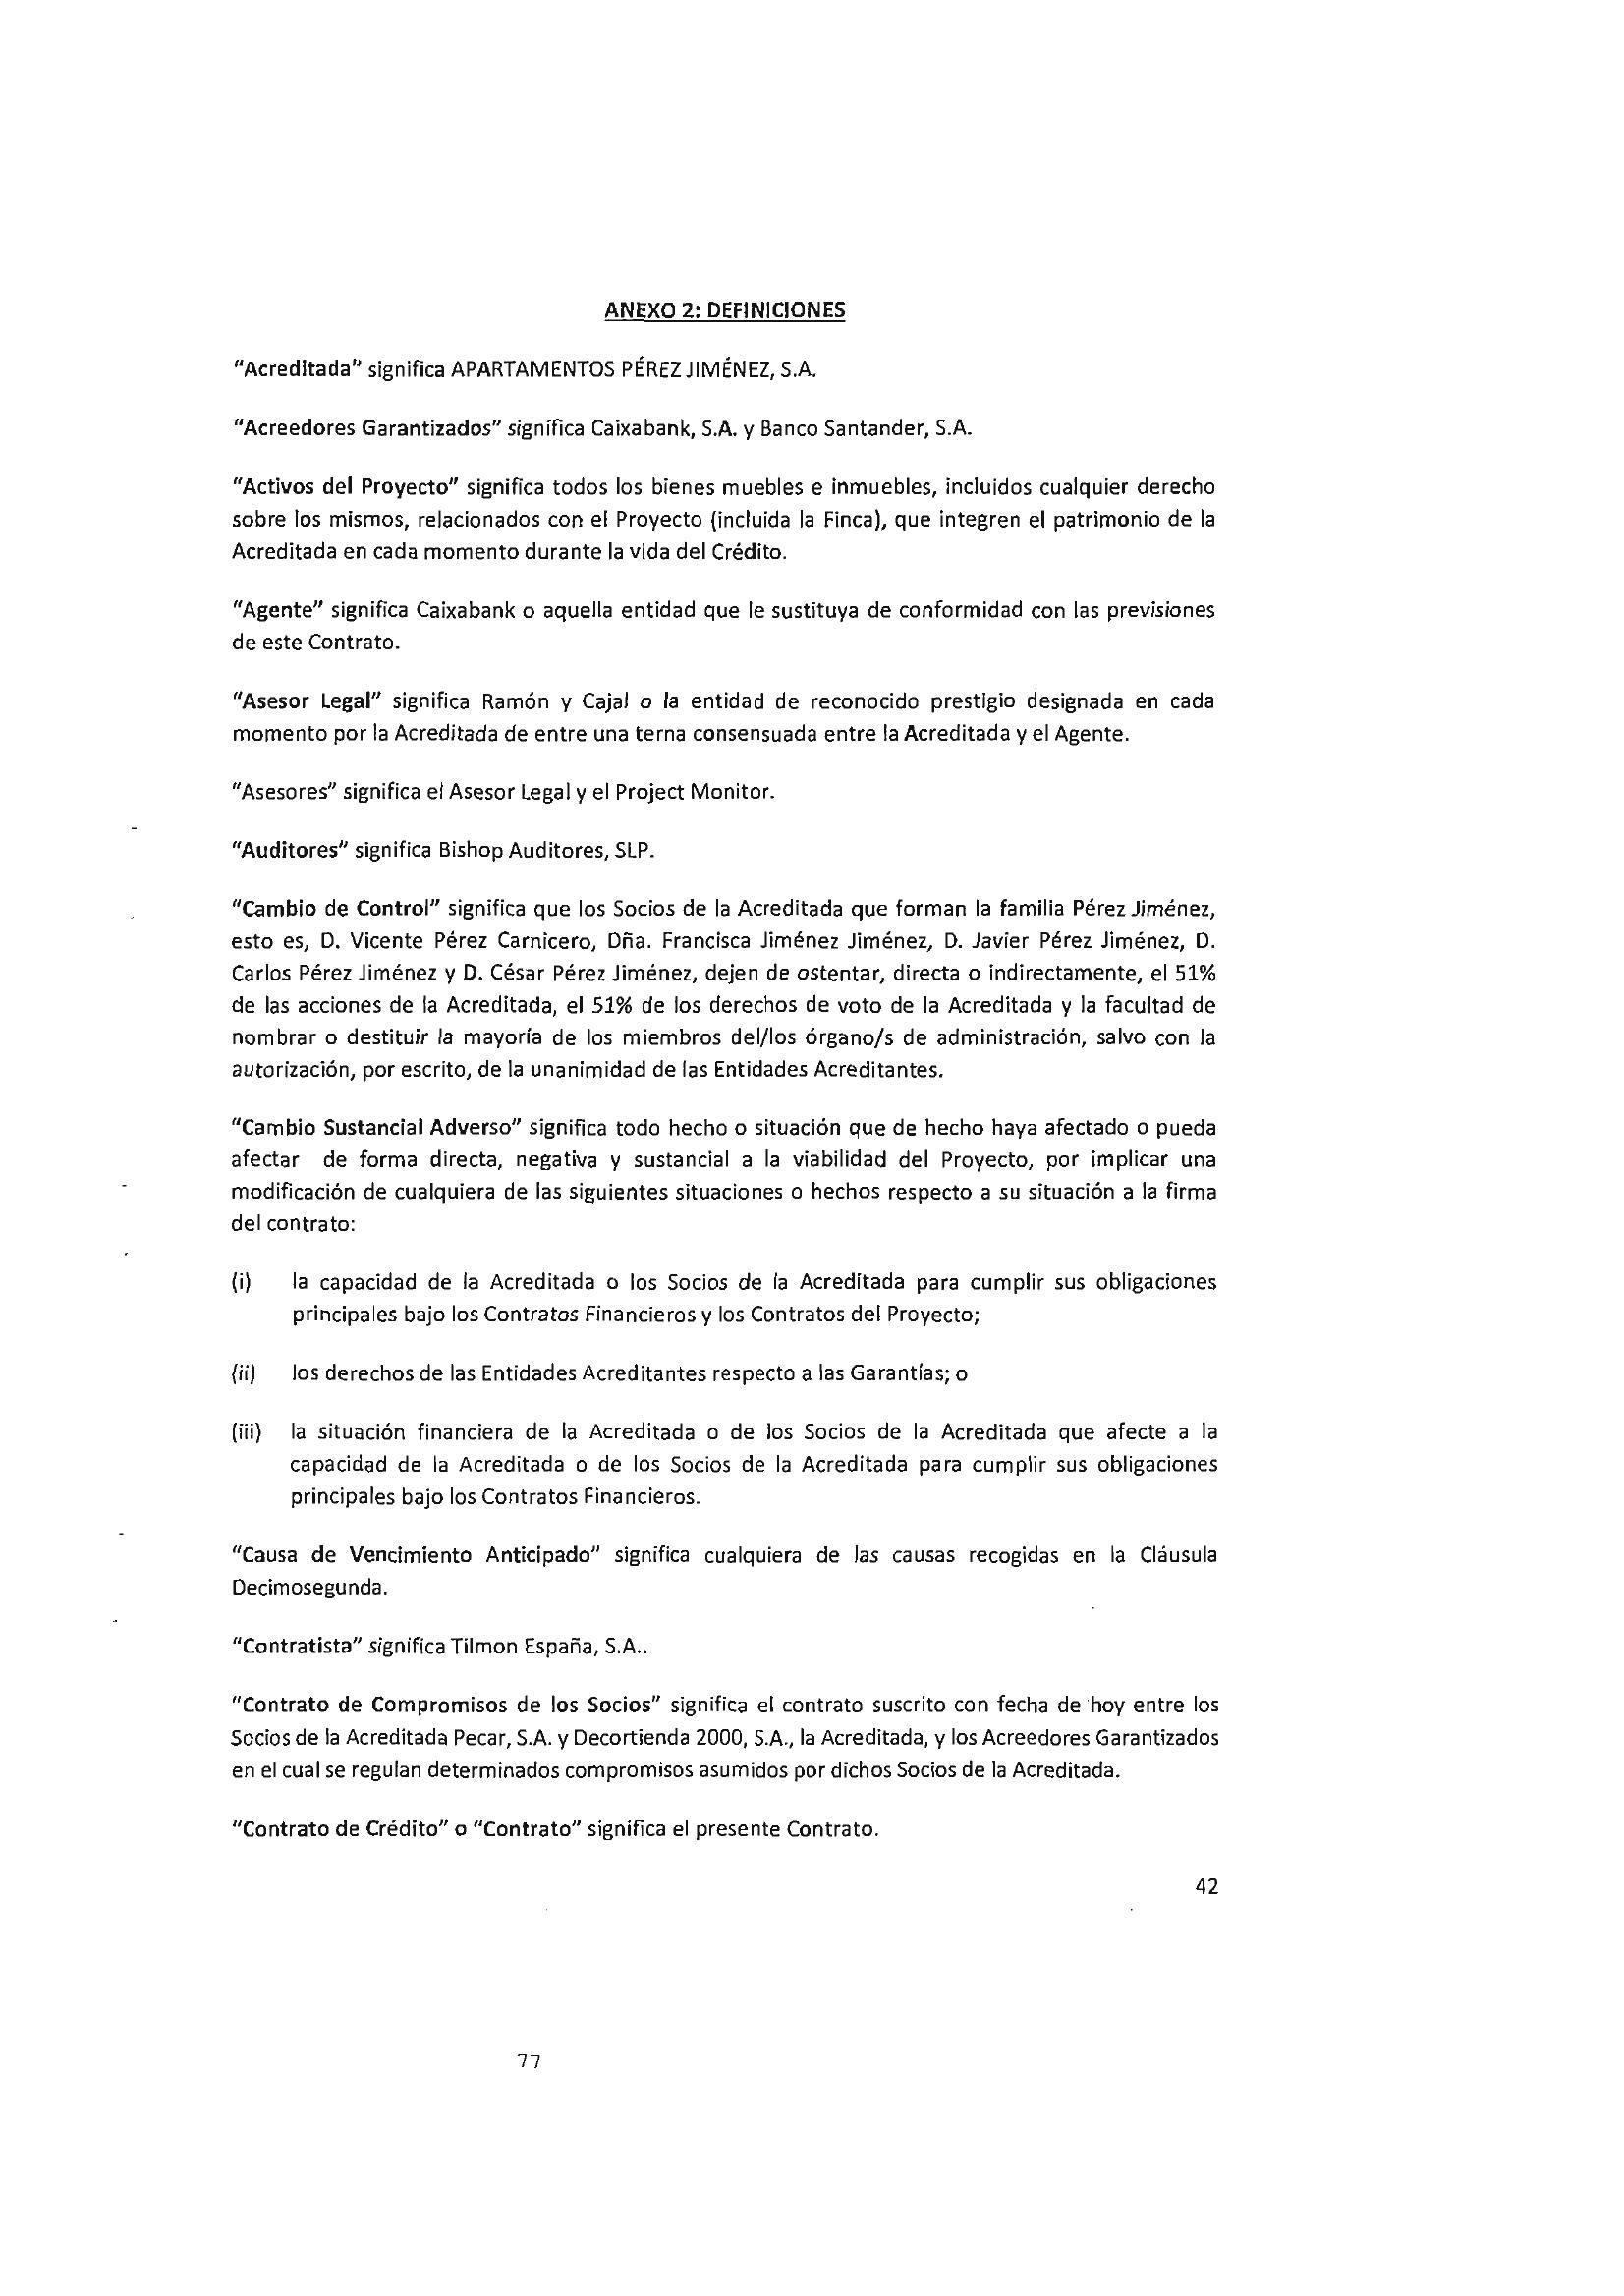 ANEXO 2: DEFINICIONES
“Acreditada” significa APARTAMENTOS PÉREZ JIMÉNEZ, S.A.
“Acreedores Garantizados” significa Caixabank, S.A. y Banco Santander, S.A.
“Activos del Proyecto” significa todos los bienes muebles e inmuebles, incluidos cualquier derecho
sobre los mismos, relacionados con el Proyecto (incluida la Finca), que integren el patrimonio de la
Acreditada en cada momento durante la vida del Crédito.
“Agente” significa Caixabank o aquella entidad que le sustituya de conformidad con las previsiones
de este Contrato.
“Asesor Legal” significa Ramón y Cajal o la entidad de reconocido prestigio designada en cada
momento por la Acreditada de entre una terna consensuada entre la Acreditada y el Agente.
“Asesores” significa el Asesor Legal y el Project Monitor.
“Auditores” significa Bishop Auditores, SLP.
“Cambio de Control” significa que los Socios de la Acreditada que forman la familia Pérez Jiménez,
esto es, D. Vicente Pérez Carnicero, Dña. Francisca Jiménez Jiménez, D. Javier Pérez Jiménez, D.
Carlos Pérez Jiménez y D. César Pérez Jiménez, dejen de ostentar, directa o indirectamente, el 51%
de las acciones de la Acreditada, el 51% de los derechos de voto de la Acreditada y la facultad de
nombrar o destituir la mayoría de los miembros del/los órgano/s de administración, salvo con la
autorización, por escrito, de la unanimidad de las Entidades Acreditantes.
“Cambio Sustancial Adverso” significa todo hecho o situación que de hecho haya afectado o pueda
afectar de forma directa, negativa y sustancial a la viabilidad del Proyecto, por implicar una
modificación de cualquiera de las siguientes situaciones o hechos respecto a su situación a la firma
del contrato:
(i) la capacidad de la Acreditada o los Socios de la Acreditada para cumplir sus obligaciones
principales bajo los Contratos Financieros y los Contratos del Proyecto;
(ii) los derechos de las Entidades Acreditantes respecto a las Garantías; o
(iii) la situación financiera de la Acreditada o de los Socios de la Acreditada que afecte a la
capacidad de la Acreditada o de los Socios de la Acreditada para cumplir sus obligaciones
principales bajo los Contratos Financieros.
“Causa de Vencimiento Anticipado” significa cualquiera de las causas recogidas en la Cláusula
Decimosegunda.
“Contratista” significa Tilmon España, S.A..
“Contrato de Compromisos de los Socios” significa el contrato suscrito con fecha de hoy entre los
Socios de la Acreditada Pecar, S.A. y Decortienda 2000, S.A., la Acreditada, y los Acreedores Garantizados
en el cual se regulan determinados compromisos asumidos por dichos Socios de la Acreditada.
“Contrato de Crédito” o “Contrato” significa el presente Contrato.
42
77